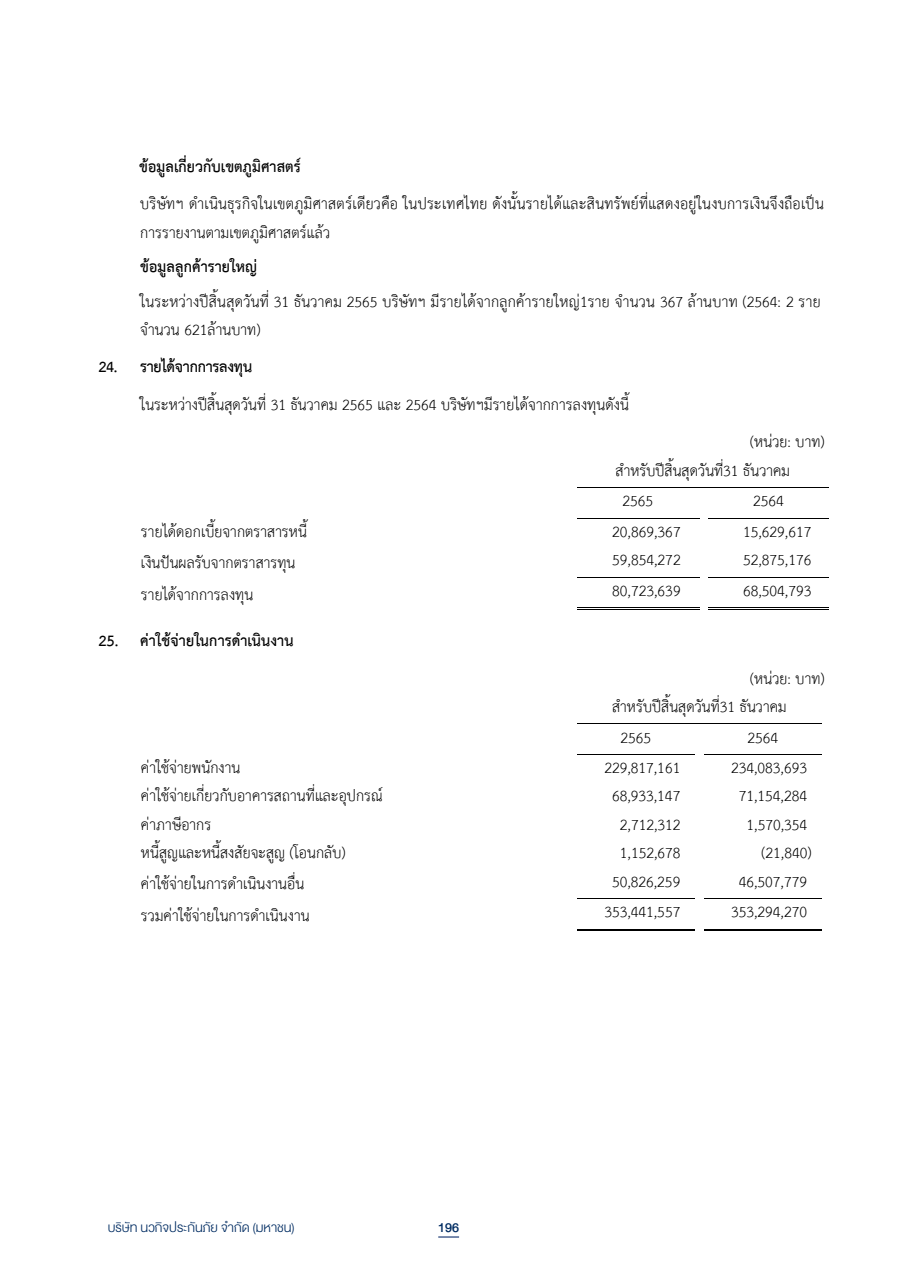 ข้อมูลเกี่ยวกับเขตภูมิศาสตร์
บริษัทฯ ดำเนินธุรกิจในเขตภูมิศาสตร์เดียวคือ ในประเทศไทย ดังนั้นรายได้และสินทรัพย์ที่แสดงอยู่ในงบการเงินจึงถือเป็น
การรายงานตามเขตภูมิศาสตร์แล้ว
ข้อมูลลูกค้ารายใหญ่
ในระหว่างปีสิ้นสุดวันที่ 31 ธันวาคม 2565 บริษัทฯ มีรายได้จากลูกค้ารายใหญ่1ราย จำนวน 367 ล้านบาท (2564: 2 ราย
จำนวน 621ล้านบาท)
24. รายได้จากการลงทุน
ในระหว่างปีสิ้นสุดวันที่ 31 ธันวาคม 2565 และ 2564 บริษัทฯมีรายได้จากการลงทุนดังนี้
(หน่วย: บาท)
สำหรับปีสิ้นสุดวันที่31 ธันวาคม
2565 2564
รายได้ดอกเบี้ยจากตราสารหนี้ 20,869,367 15,629,617
เงินปันผลรับจากตราสารทุน 59,854,272 52,875,176
รายได้จากการลงทุน 80,723,639 68,504,793
25. ค่าใช้จ่ายในการดำเนินงาน
(หน่วย: บาท)
สำหรับปีสิ้นสุดวันที่31 ธันวาคม
2565 2564
ค่าใช้จ่ายพนักงาน 229,817,161 234,083,693
ค่าใช้จ่ายเกี่ยวกับอาคารสถานที่และอุปกรณ์ 68,933,147 71,154,284
ค่าภาษีอากร 2,712,312 1,570,354
หนี้สูญและหนี้สงสัยจะสูญ (โอนกลับ) 1,152,678 (21,840)
ค่าใช้จ่ายในการดำเนินงานอื่น 50,826,259 46,507,779
รวมค่าใช้จ่ายในการดำเนินงาน 353,441,557 353,294,270
บริษัท นวกิจประกันภัย จำกัด (มหาชน) 196